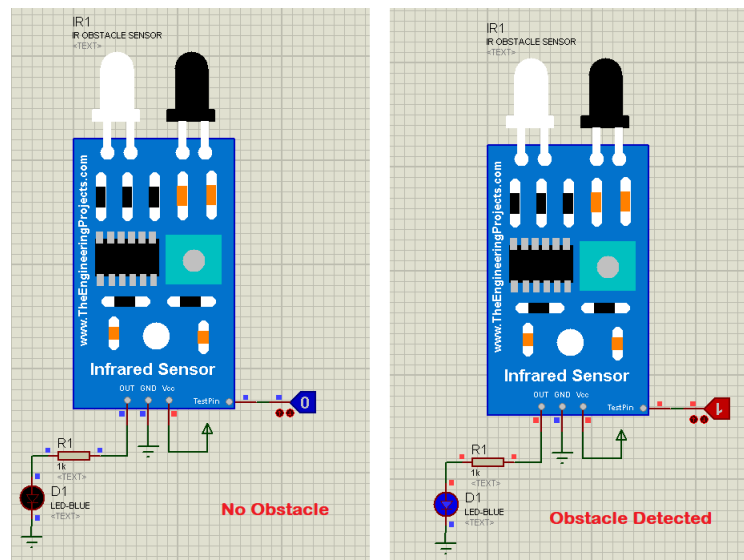 IR1
IR OBSTACLE SENSOR
<TEXT>
www.TheEngineeringProjects.com
Infrared Sensor
OUT GND Vcc
TestPin
0
R1
1k
<TEXT>
D1
LED-BLUE
<TEXT>
No Obstacle
IR1
IR OBSTACLE SENSOR
<TEXT>
www.TheEngineeringProjects.com
Infrared Sensor
OUT GND Vcc
TestPin
1
R1
1k
<TEXT>
D1
LED-BLUE
<TEXT>
Obstacle Detected